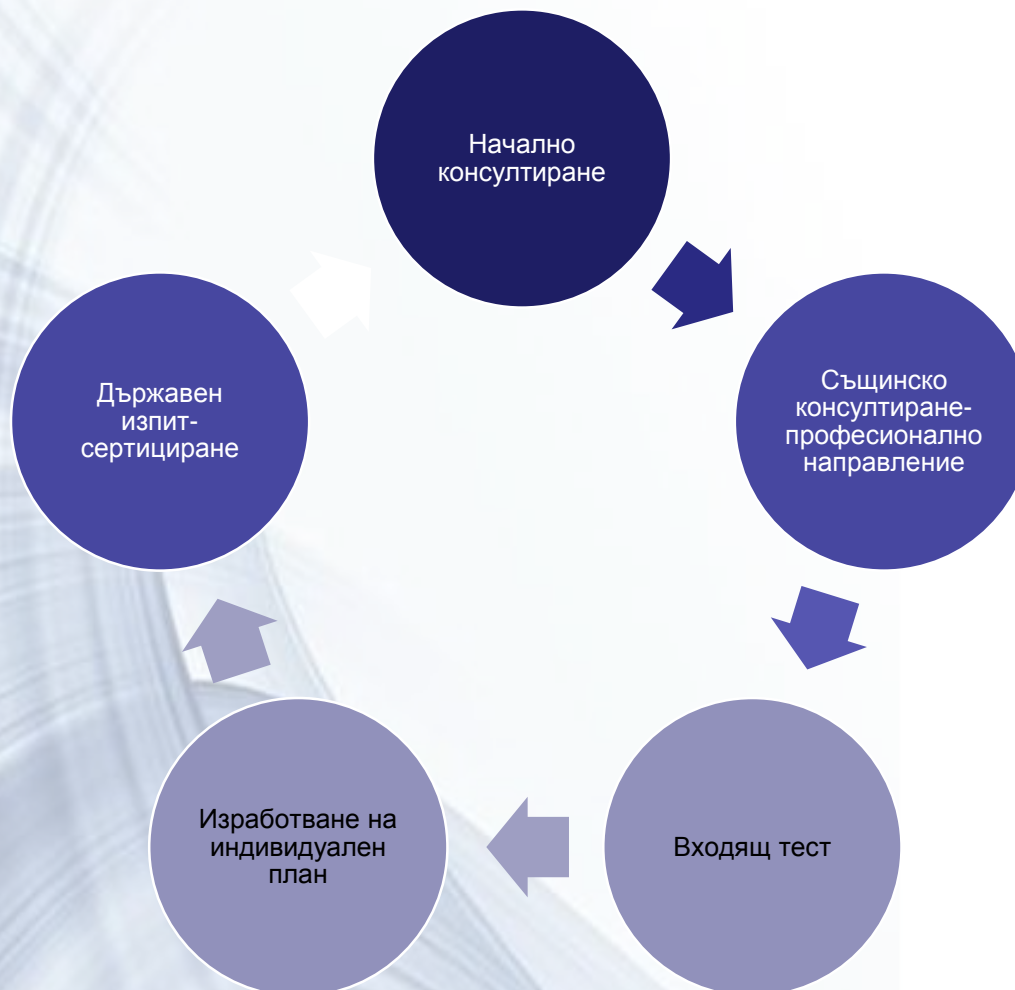 Начално
консултиране
Същинско
консултиране-
професионално
направление
Входящ тест
Изработване на
индивидуален
план
Държавен
изпит-
сертициране